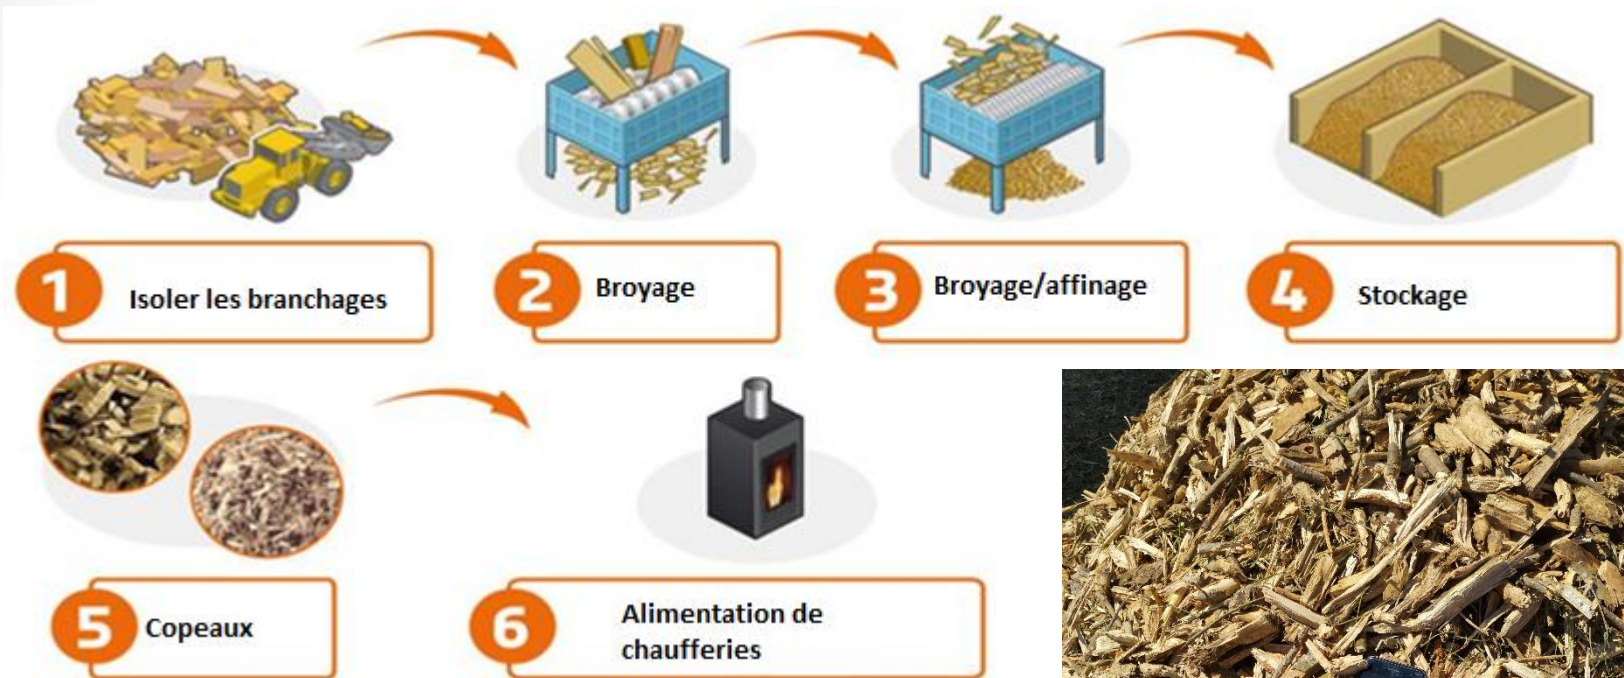 1 Isoler les branchages
2 Broyage
3 Broyage/affinage
4 Stockage
5 Copeaux
6 Alimentation de
chaufferies